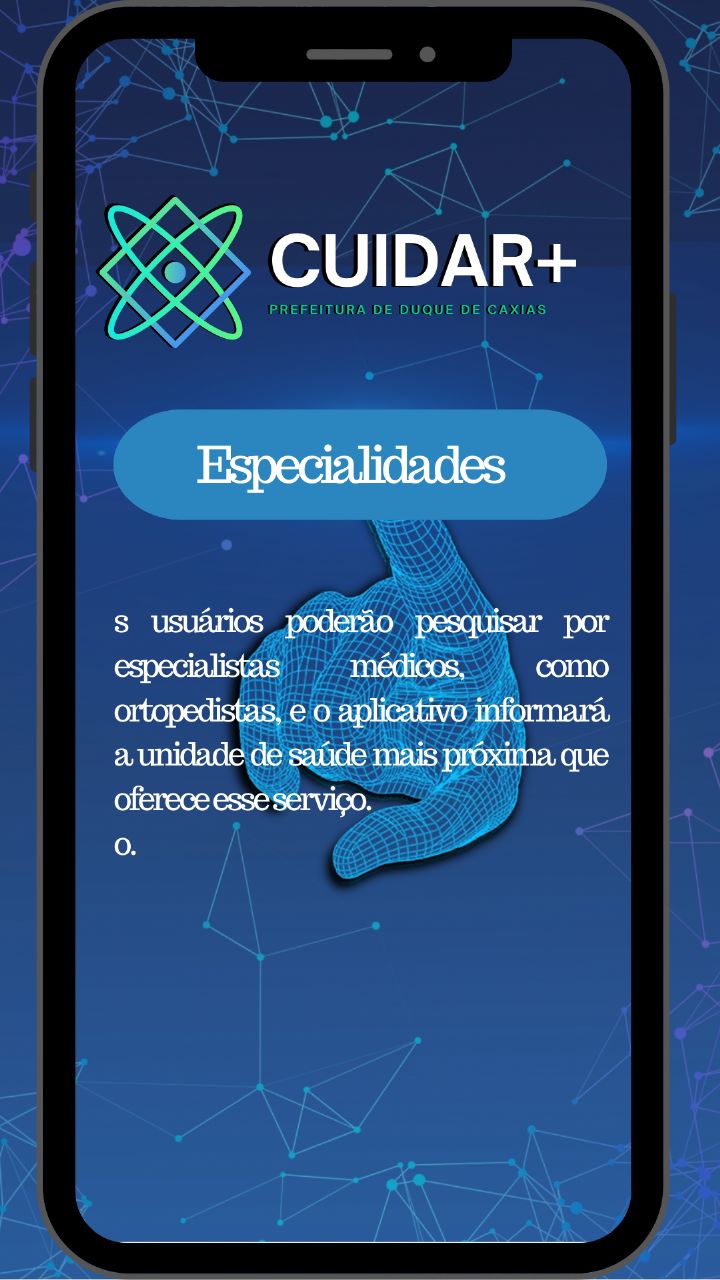 CUIDAR+
PREFEITURA DE DUQUE DE CAXIAS
Especialidades
s usuários poderão pesquisar por
especialistas médicos, como
ortopedistas, e o aplicativo informará
a unidade de saúde mais próxima que
oferece esse serviço.
o.